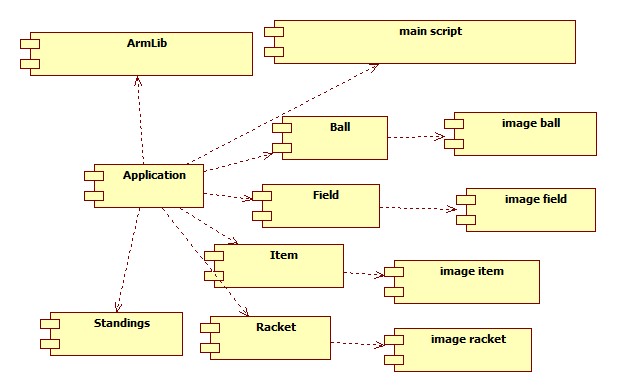 ArmLib
main script
Ball
image ball
Application
Field
image field
Item
image item
Standings
Racket
image racket